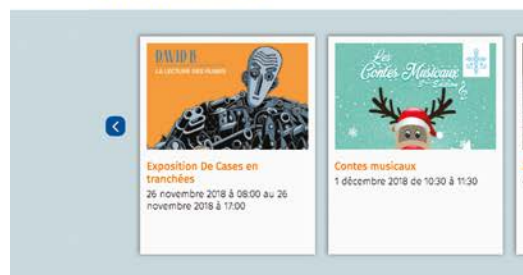 DAVID B
LA LECTURE DES RUINES
Exposition De Cases en
tranchées
26 novembre 2018 à 08:00 au 26
novembre 2018 à 17:00
Les
Contes Musicaux
Edition
Contes musicaux
1 décembre 2018 de 10:30 à 11:30